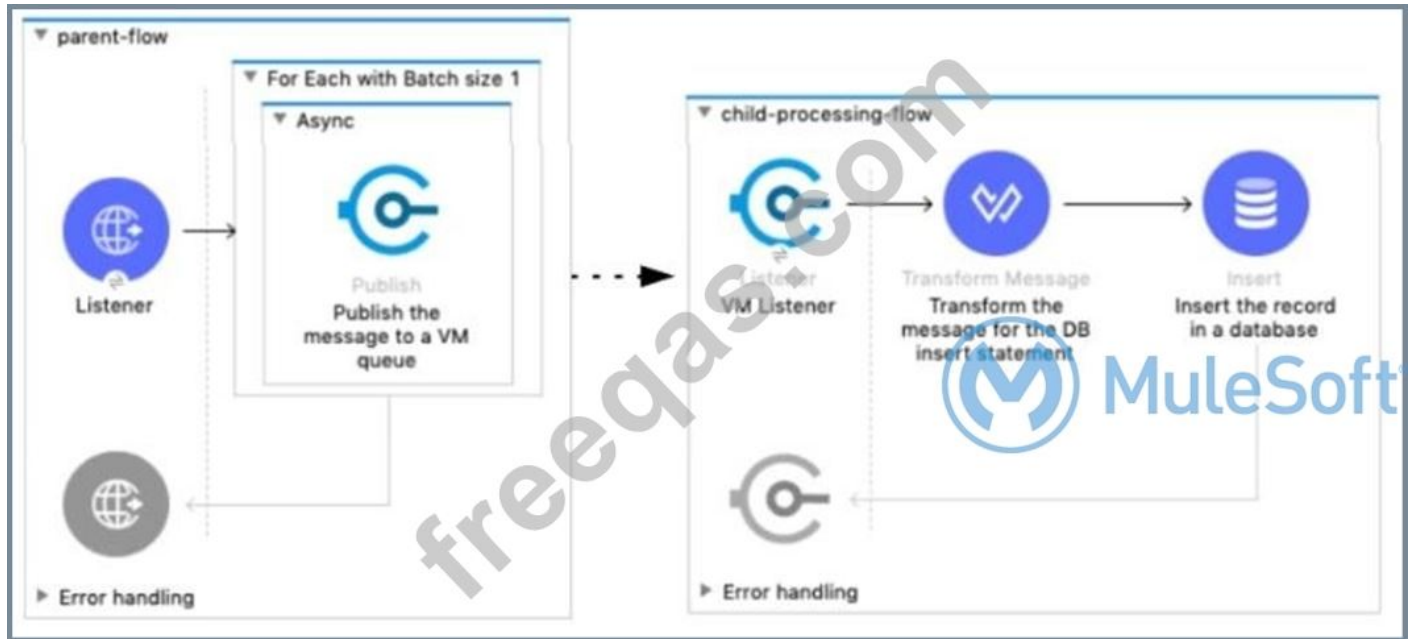 parent-flow
For Each with Batch size 1
Async
Listener
Publish
Publish the
message to a VM
queue
Error handling
child-processing-flow
Listener
VM Listener
Transform Message
Transform the
message for the DB
insert statement
Insert
Insert the record
in a database
Error handling
freeqas.com
MuleSoft